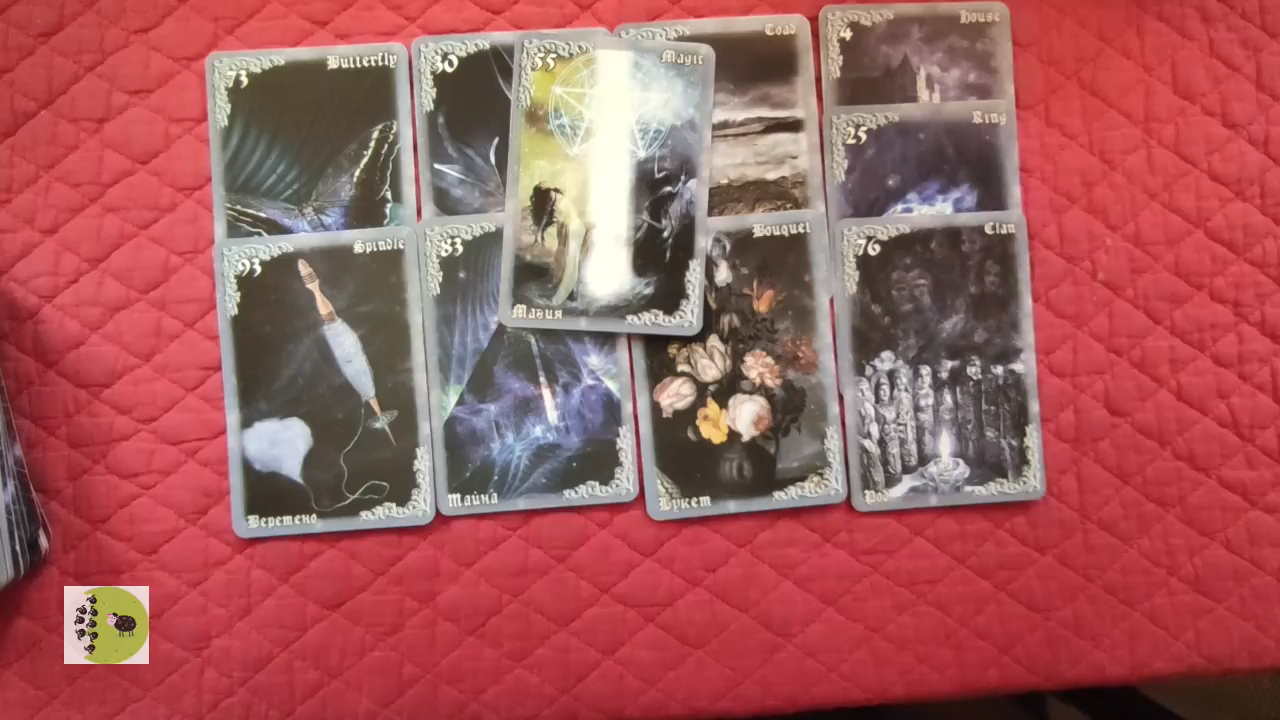 73 Butterfly
30
55 Magic
Магия
Toad
4 House
25 Ring
93 Spindle
Веретено
83
Тайна
Bouquet
Букет
76 Clan
Род